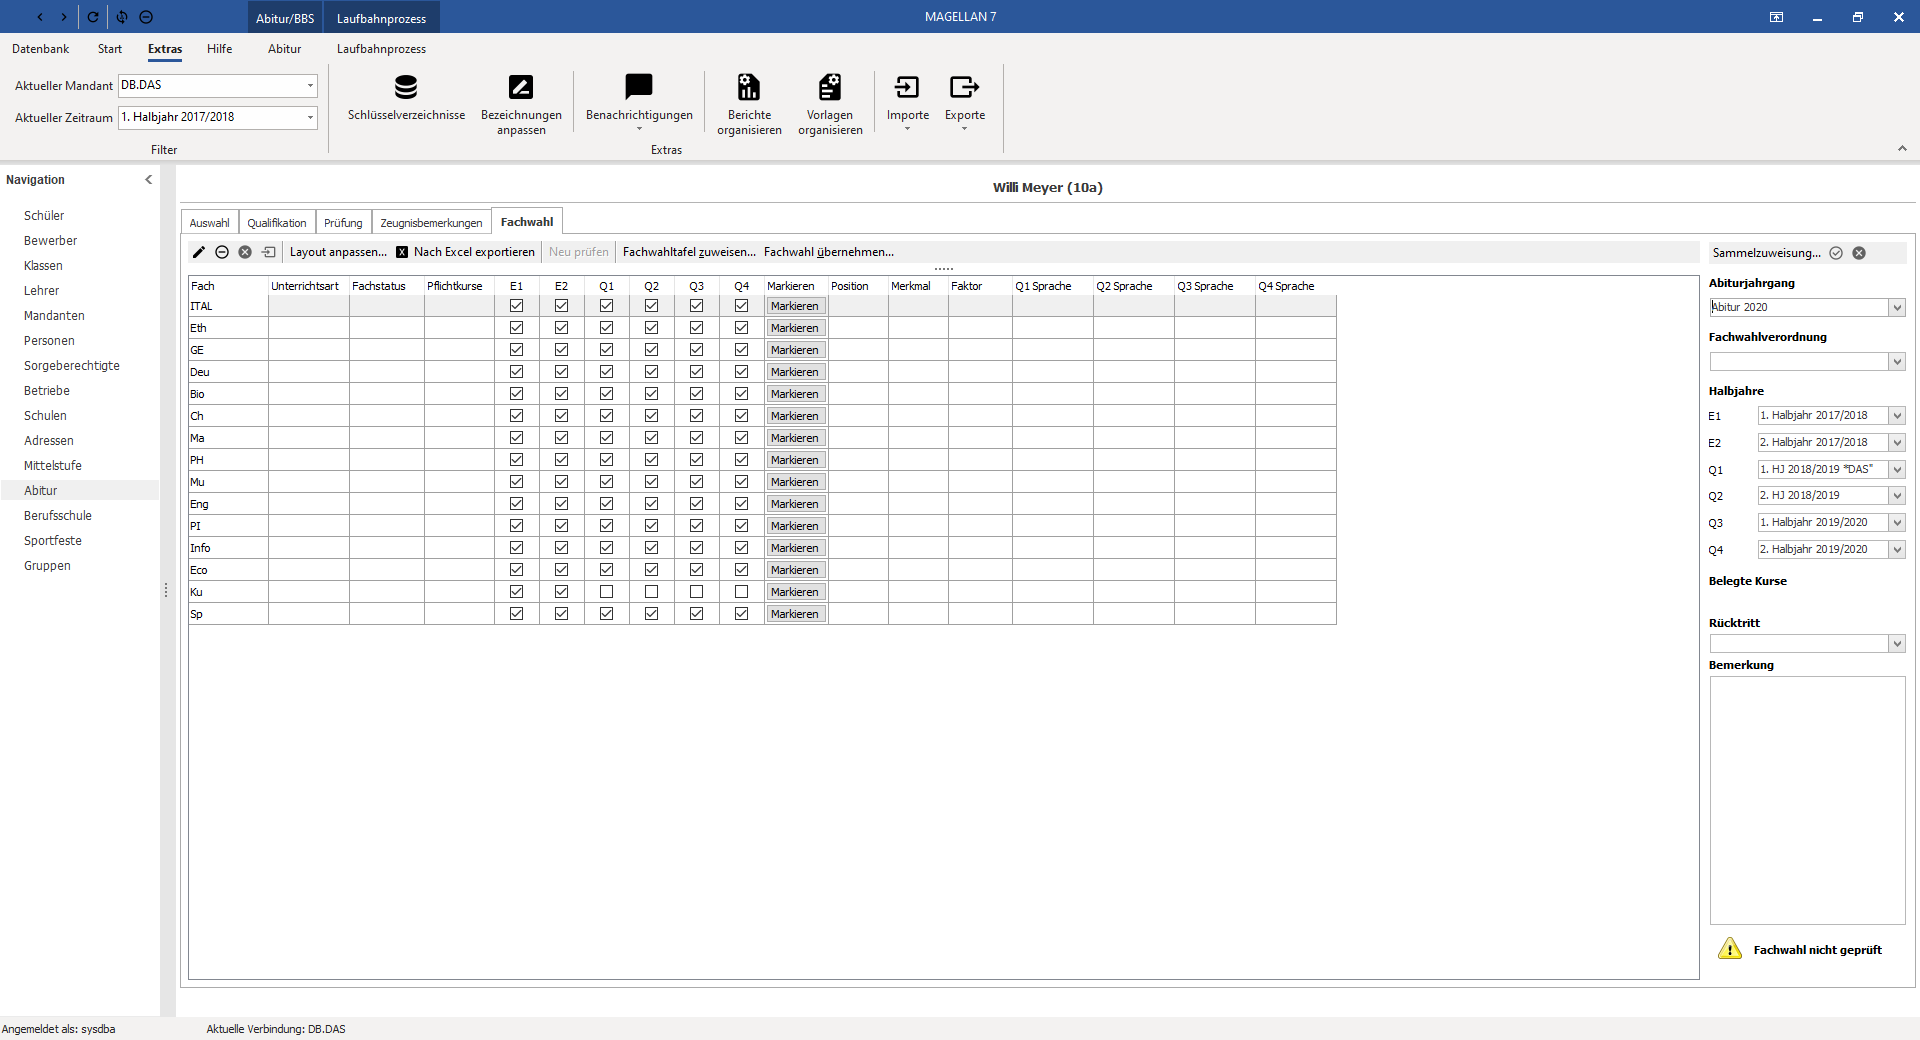 Abitur/BBS Laufbahnprozess MAGELLAN 7
Datenbank Start Extras Hilfe Abitur Laufbahnprozess
Aktueller Mandant DB.DAS
Aktueller Zeitraum 1. Halbjahr 2017/2018
Filter
Schlüsselverzeichnisse
Bezeichnungen
anpassen
Benachrichtigungen
Berichte
organisieren
Vorlagen
organisieren
Importe
Exporte
Extras
Navigation
Schüler
Bewerber
Klassen
Lehrer
Mandanten
Personen
Sorgeberechtigte
Betriebe
Schulen
Adressen
Mittelstufe
Abitur
Berufsschule
Sportfeste
Gruppen
Willi Meyer (10a)
Auswahl Qualifikation Prüfung Zeugnisbemerkungen Fachwahl
Layout anpassen... Nach Excel exportieren Neu prüfen Fachwahltafel zuweisen... Fachwahl übernehmen...
Fach Unterrichtsart Fachstatus Pflichtkurse E1 E2 Q1 Q2 Q3 Q4 Markieren Position Merkmal Faktor Q1 Sprache Q2 Sprache Q3 Sprache Q4 Sprache
ITAL Markieren
Eth Markieren
GE Markieren
Deu Markieren
Bio Markieren
Ch Markieren
Ma Markieren
PH Markieren
Mu Markieren
Eng Markieren
PI Markieren
Info Markieren
Eco Markieren
Ku Markieren
Sp Markieren
Sammelzuweisung...
Abiturjahrgang
Abitur 2020
Fachwahlverordnung
Halbjahre
E1 1. Halbjahr 2017/2018
E2 2. Halbjahr 2017/2018
Q1 1. HJ 2018/2019 *DAS"
Q2 2. HJ 2018/2019
Q3 1. Halbjahr 2019/2020
Q4 2. Halbjahr 2019/2020
Belegte Kurse
Rücktritt
Bemerkung
Fachwahl nicht geprüft
Angemeldet als: sysdba Aktuelle Verbindung: DB.DAS